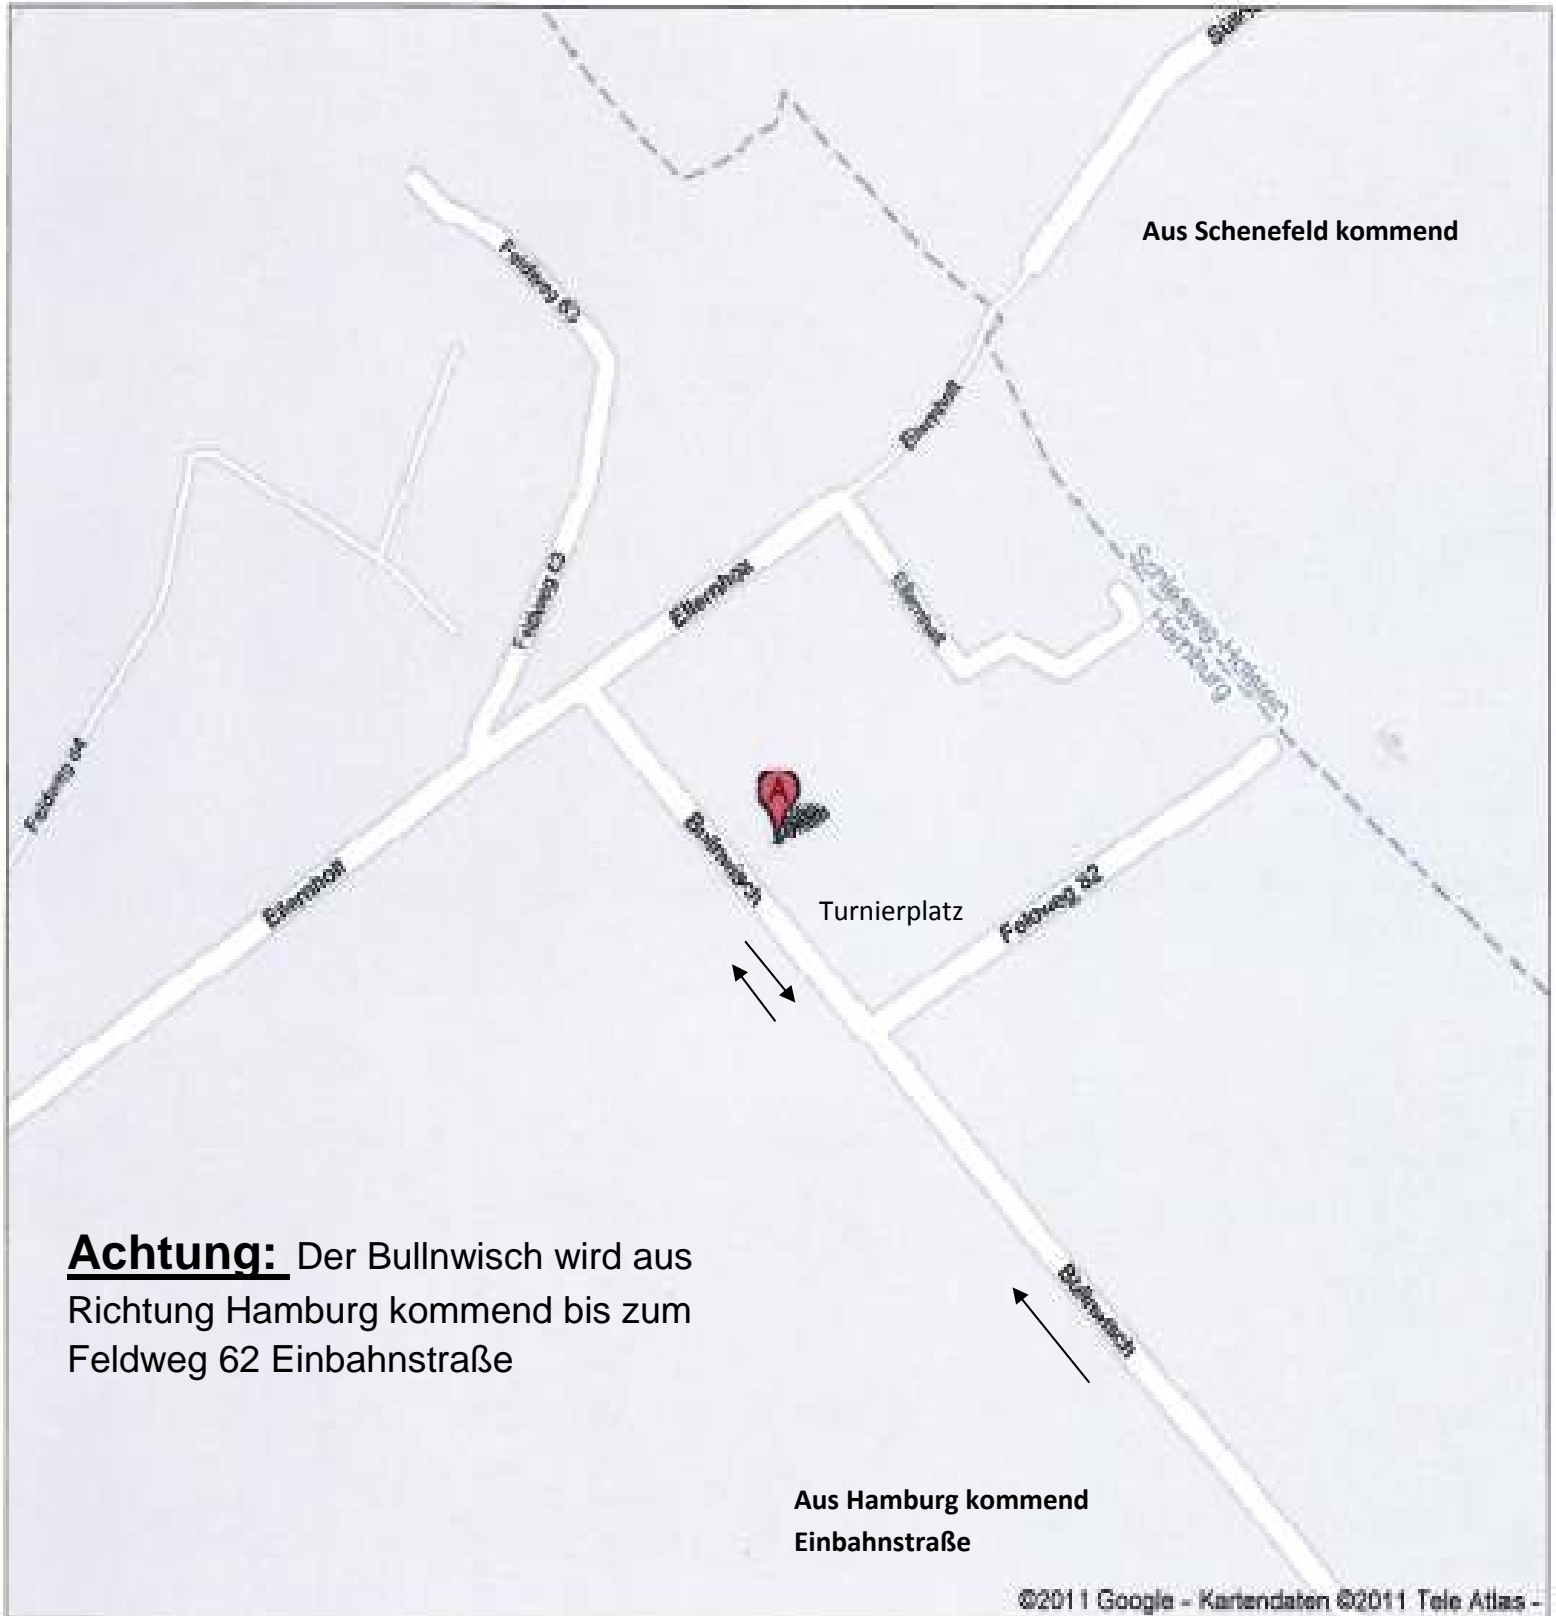 Aus Schenefeld kommend
Feldweg 63
Feldweg 63
Ellernholt
Ellernholt
Ellernholt
Ellernholt
Schleswig-Holstein
Hamburg
Feldweg 64
A
Bullnwisch
Turnierplatz
Feldweg 62
Achtung: Der Bullnwisch wird aus
Richtung Hamburg kommend bis zum
Feldweg 62 Einbahnstraße
Bullnwisch
Aus Hamburg kommend
Einbahnstraße
©2011 Google - Kartendaten ©2011 Tele Atlas -